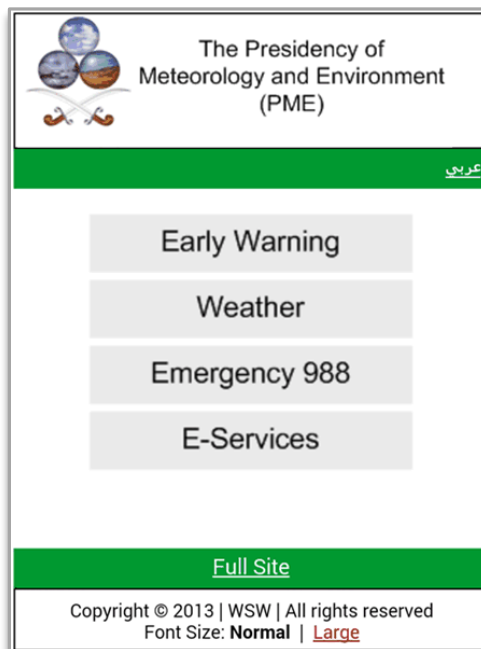 The Presidency of
Meteorology and Environment
(PME)
عربي
Early Warning
Weather
Emergency 988
E-Services
Full Site
Copyright © 2013 | WSW | All rights reserved
Font Size: Normal | Large